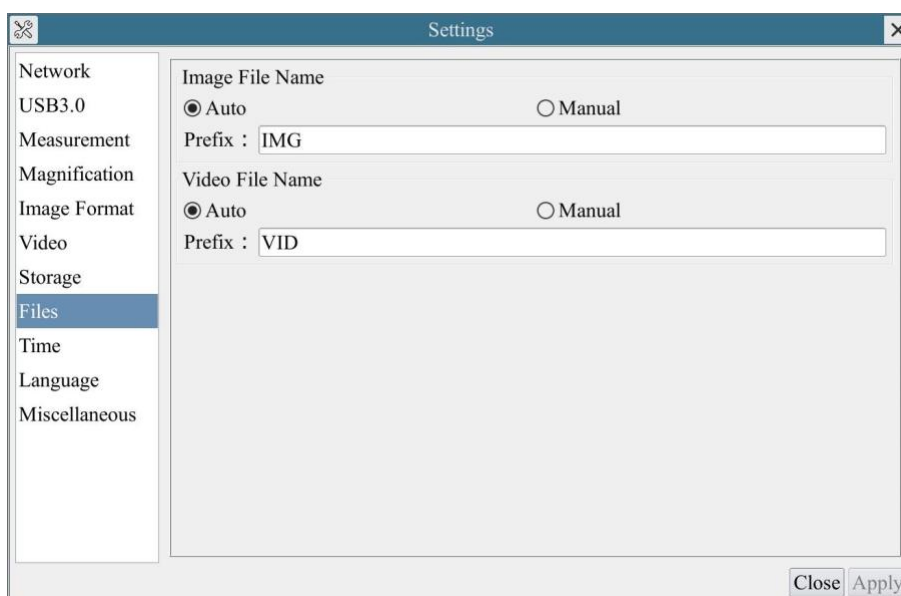 Settings
Network
USB3.0
Measurement
Magnification
Image Format
Video
Storage
Files
Time
Language
Miscellaneous
Image File Name
Auto Manual
Prefix : IMG
Video File Name
Auto Manual
Prefix : VID
Close Apply